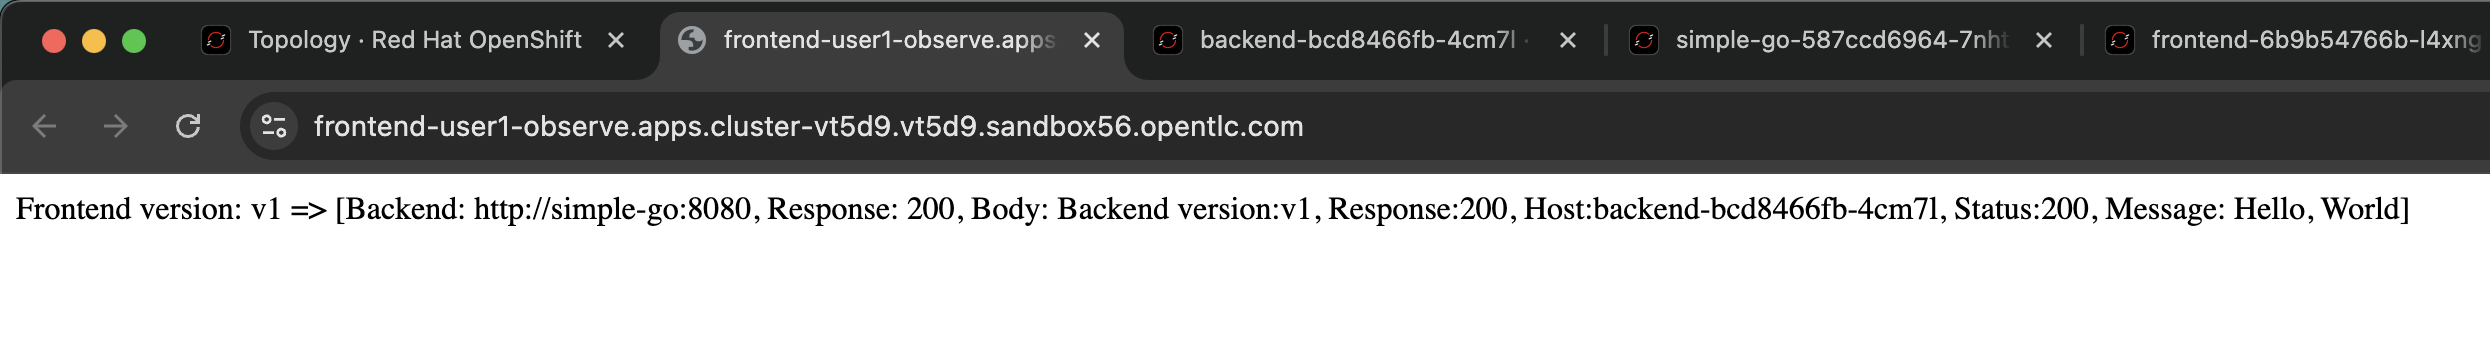 Topology · Red Hat OpenShift
frontend-user1-observe.apps
backend-bcd8466fb-4cm7l ·
simple-go-587ccd6964-7nht
frontend-6b9b54766b-l4xng
frontend-user1-observe.apps.cluster-vt5d9.vt5d9.sandbox56.opentlc.com
Frontend version: v1 => [Backend: http://simple-go:8080, Response: 200, Body: Backend version:v1, Response:200, Host:backend-bcd8466fb-4cm7l, Status:200, Message: Hello, World]